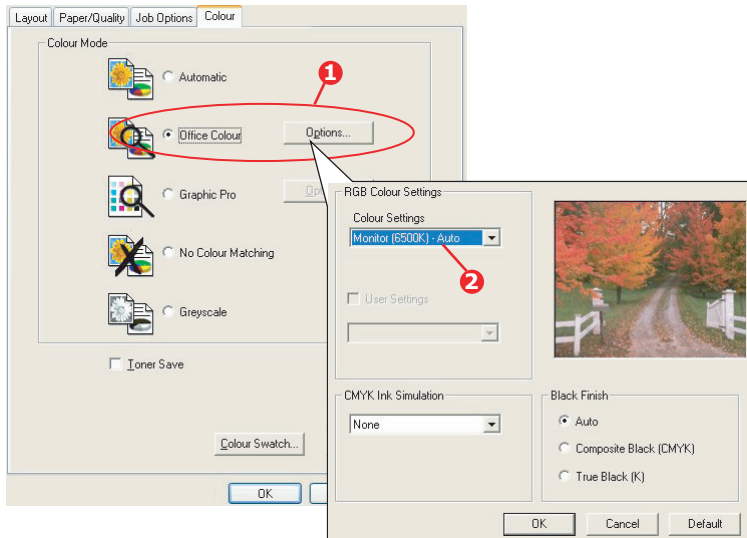 Layout
Paper/Quality
Job Options
Colour
Colour Mode
Automatic
1
Office Colour
Options...
Graphic Pro
Op
No Colour Matching
Greyscale
Toner Save
Colour Swatch...
OK
RGB Colour Settings
Colour Settings
Monitor (6500K) - Auto
2
User Settings
CMYK Ink Simulation
None
Black Finish
Auto
Composite Black (CMYK)
True Black (K)
OK
Cancel
Default